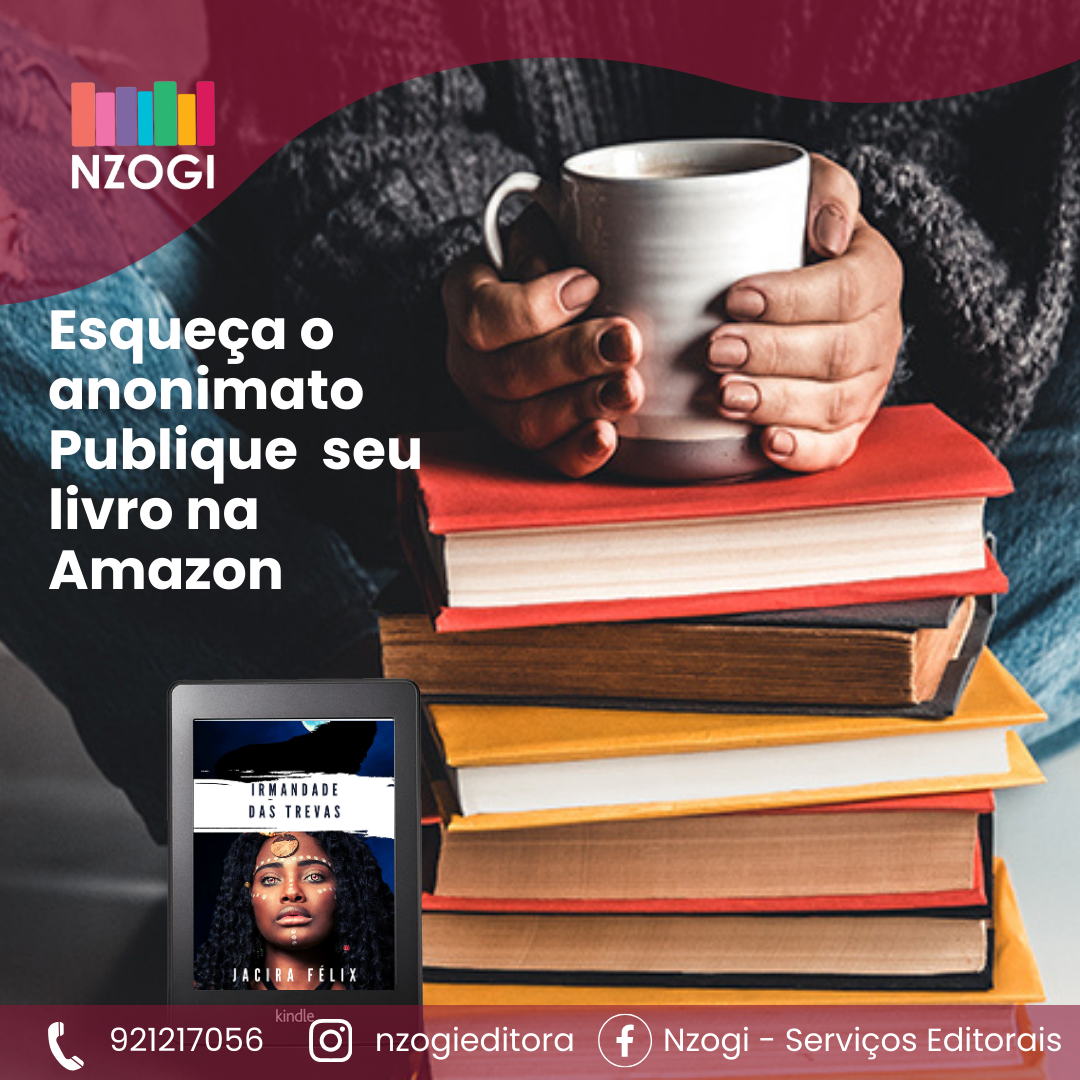 NZOGI
Esqueça o
anonimato
Publique seu
livro na
Amazon
IRMANDADE
DAS TREVAS
JACIRA FÉLIX
kindle
921217056 nzogieditora Nzogi - Serviços Editorais